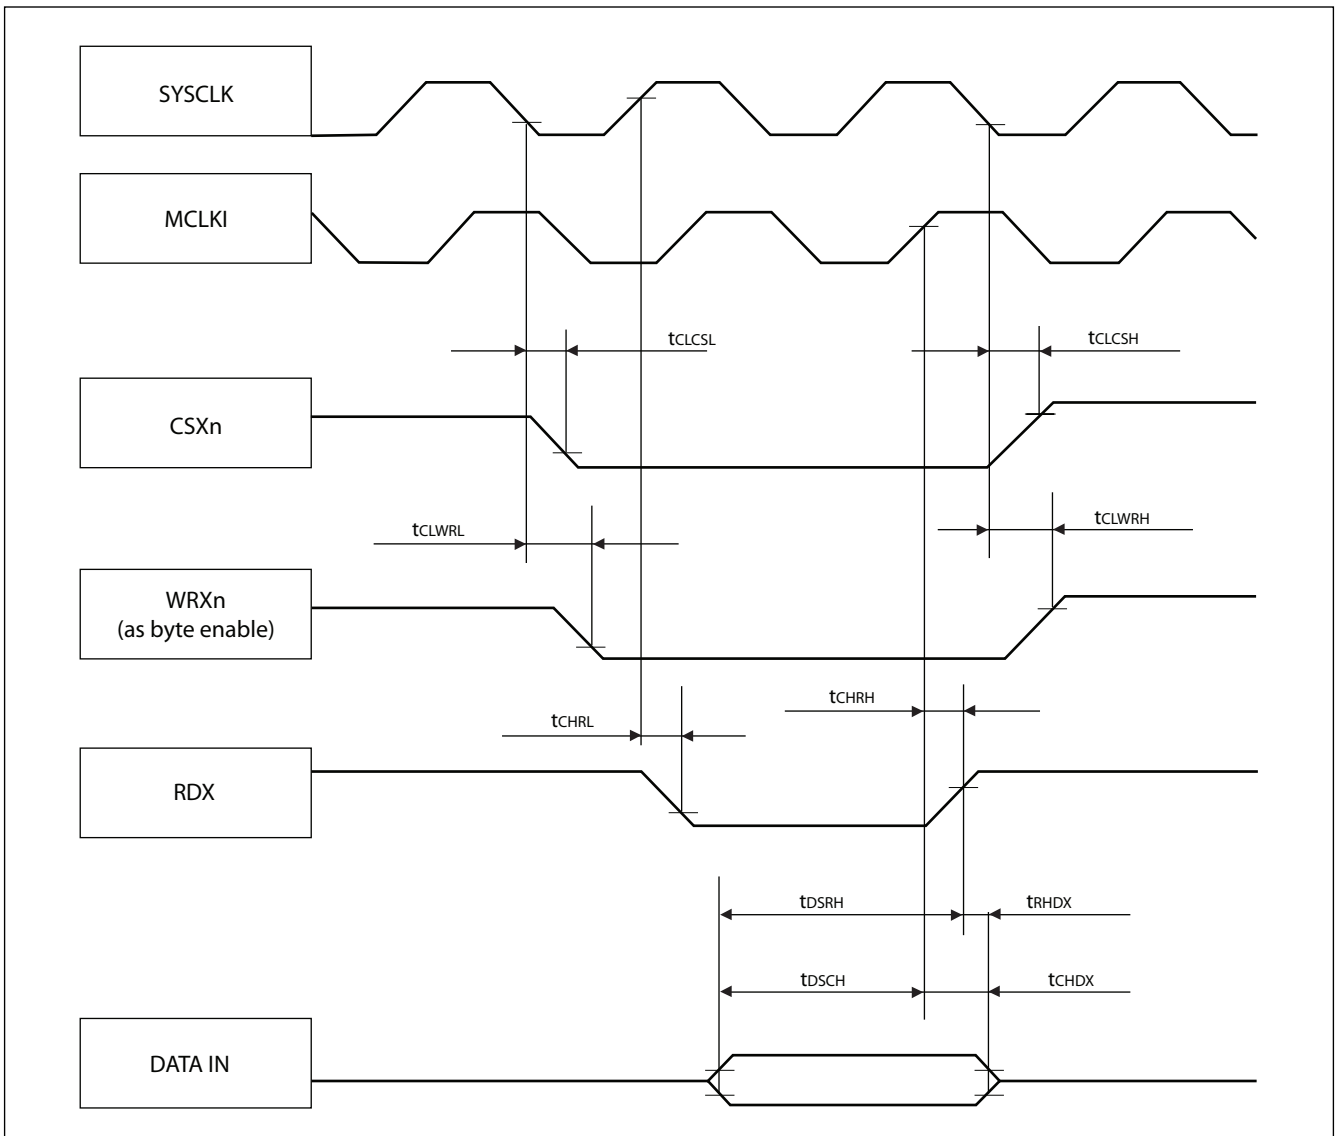 SYSCLK
MCLKI
tCLCSL
tCLCSH
CSXn
tCLWRL
tCLWRH
WRXn
(as byte enable)
tCHRL
tCHRH
RDX
tDSRH
tRHDX
tDSCH
tCHDX
DATA IN